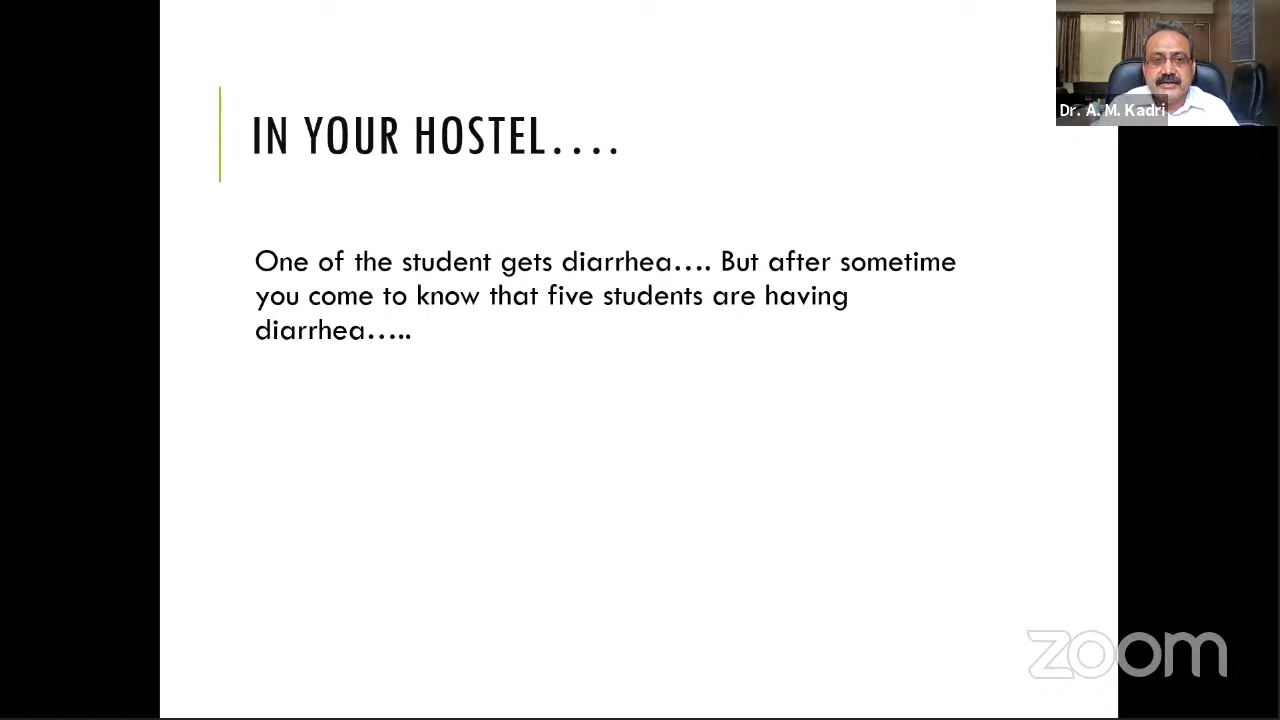 Dr. A. M. Kadri
IN YOUR HOSTEL....
One of the student gets diarrhea.... But after sometime
you come to know that five students are having
diarrhea.....
zoom